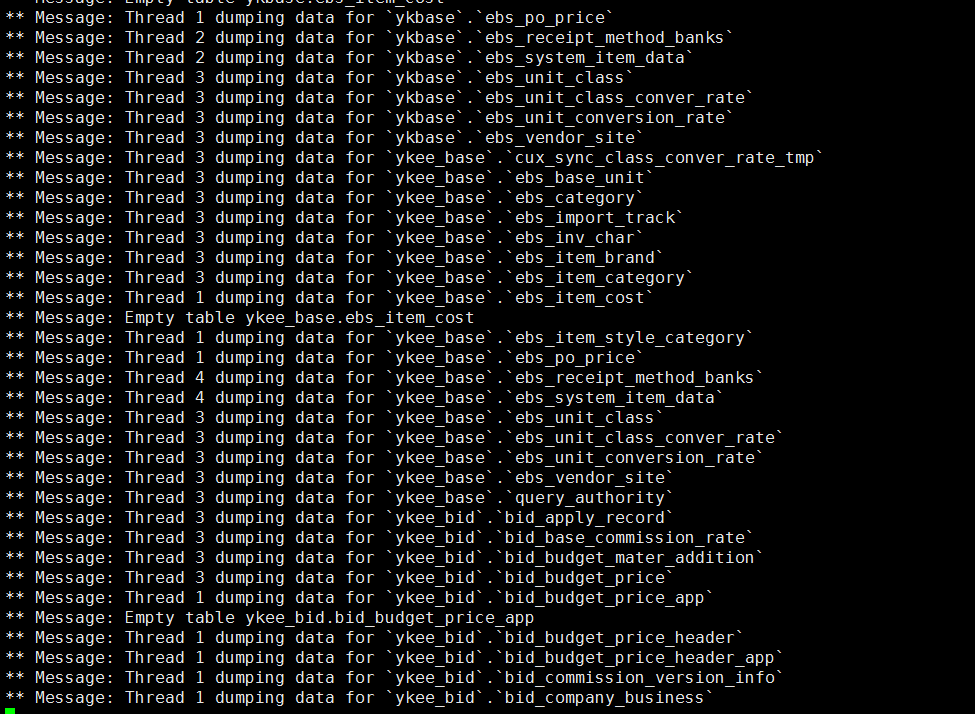 ** Message: Empty table ykbase.ebs_item_cost
** Message: Thread 1 dumping data for `ykbase`.`ebs_po_price`
** Message: Thread 2 dumping data for `ykbase`.`ebs_receipt_method_banks`
** Message: Thread 2 dumping data for `ykbase`.`ebs_system_item_data`
** Message: Thread 3 dumping data for `ykbase`.`ebs_unit_class`
** Message: Thread 3 dumping data for `ykbase`.`ebs_unit_class_conver_rate`
** Message: Thread 3 dumping data for `ykbase`.`ebs_unit_conversion_rate`
** Message: Thread 3 dumping data for `ykbase`.`ebs_vendor_site`
** Message: Thread 3 dumping data for `ykee_base`.`cux_sync_class_conver_rate_tmp`
** Message: Thread 3 dumping data for `ykee_base`.`ebs_base_unit`
** Message: Thread 3 dumping data for `ykee_base`.`ebs_category`
** Message: Thread 3 dumping data for `ykee_base`.`ebs_import_track`
** Message: Thread 3 dumping data for `ykee_base`.`ebs_inv_char`
** Message: Thread 3 dumping data for `ykee_base`.`ebs_item_brand`
** Message: Thread 3 dumping data for `ykee_base`.`ebs_item_category`
** Message: Thread 1 dumping data for `ykee_base`.`ebs_item_cost`
** Message: Empty table ykee_base.ebs_item_cost
** Message: Thread 1 dumping data for `ykee_base`.`ebs_item_style_category`
** Message: Thread 1 dumping data for `ykee_base`.`ebs_po_price`
** Message: Thread 4 dumping data for `ykee_base`.`ebs_receipt_method_banks`
** Message: Thread 4 dumping data for `ykee_base`.`ebs_system_item_data`
** Message: Thread 3 dumping data for `ykee_base`.`ebs_unit_class`
** Message: Thread 3 dumping data for `ykee_base`.`ebs_unit_class_conver_rate`
** Message: Thread 3 dumping data for `ykee_base`.`ebs_unit_conversion_rate`
** Message: Thread 3 dumping data for `ykee_base`.`ebs_vendor_site`
** Message: Thread 3 dumping data for `ykee_base`.`query_authority`
** Message: Thread 3 dumping data for `ykee_bid`.`bid_apply_record`
** Message: Thread 3 dumping data for `ykee_bid`.`bid_base_commission_rate`
** Message: Thread 3 dumping data for `ykee_bid`.`bid_budget_mater_addition`
** Message: Thread 3 dumping data for `ykee_bid`.`bid_budget_price`
** Message: Thread 1 dumping data for `ykee_bid`.`bid_budget_price_app`
** Message: Empty table ykee_bid.bid_budget_price_app
** Message: Thread 1 dumping data for `ykee_bid`.`bid_budget_price_header`
** Message: Thread 1 dumping data for `ykee_bid`.`bid_budget_price_header_app`
** Message: Thread 1 dumping data for `ykee_bid`.`bid_commission_version_info`
** Message: Thread 1 dumping data for `ykee_bid`.`bid_company_business`